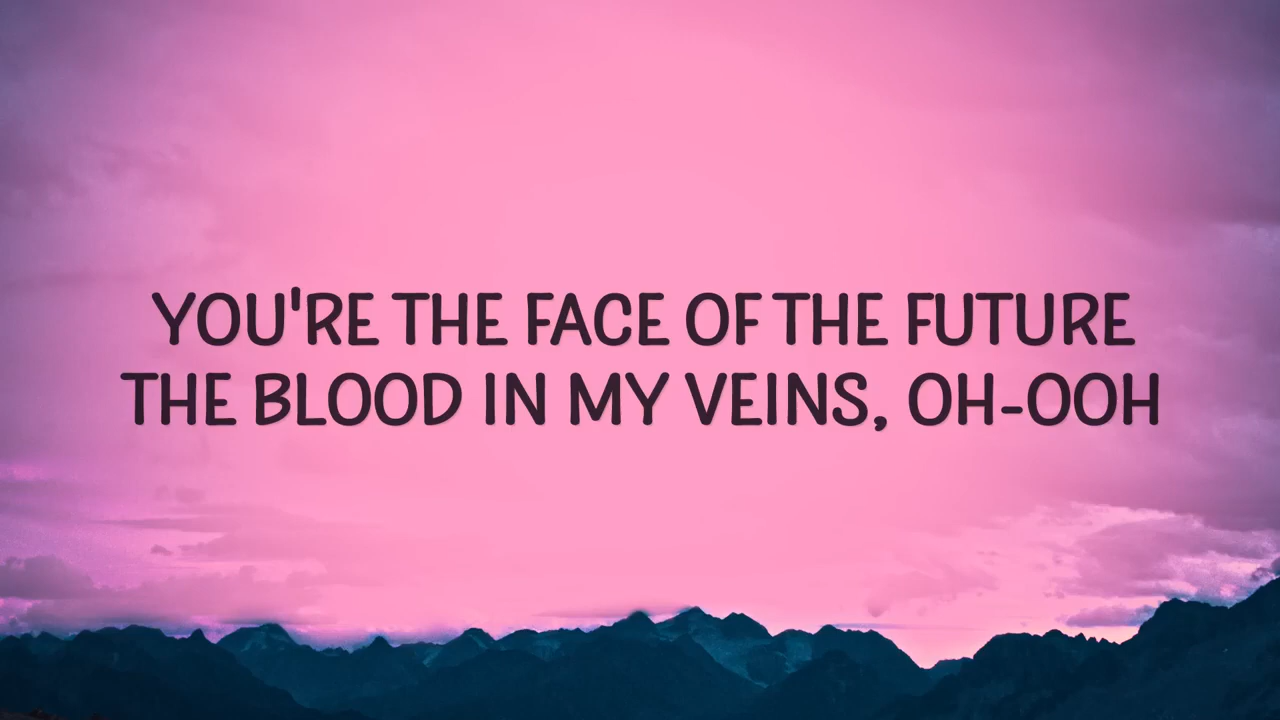 YOU'RE THE FACE OF THE FUTURE
THE BLOOD IN MY VEINS, OH-OOH